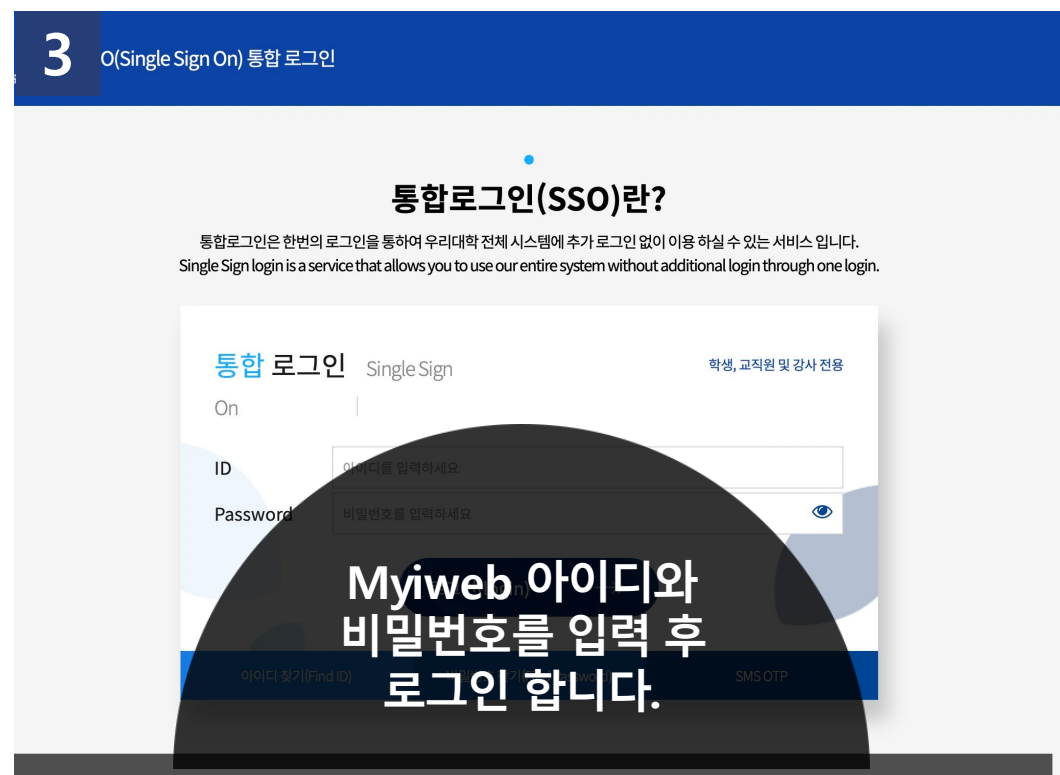 3
O(Single Sign On) 통합 로그인
통합로그인(SSO)란?
통합로그인은 한번의 로그인을 통하여 우리대학 전체 시스템에 추가 로그인 없이 이용 하실 수 있는 서비스 입니다.
Single Sign login is a service that allows you to use our entire system without additional login through one login.
통합 로그인 Single Sign
On
학생, 교직원 및 강사 전용
ID
아이디를 입력하세요
Password
비밀번호를 입력하세요
Myiweb 아이디와
비밀번호를 입력 후
로그인 합니다.
아이디 찾기(Find ID)
SMS OTP